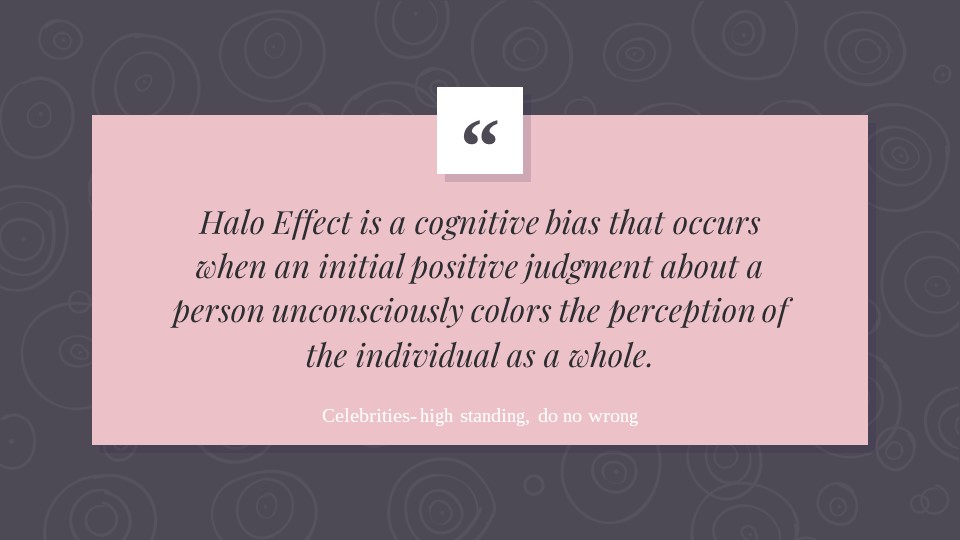 “
Halo Effect is a cognitive bias that occurs
when an initial positive judgment about a
person unconsciously colors the perception of
the individual as a whole.
Celebrities- high standing, do no wrong